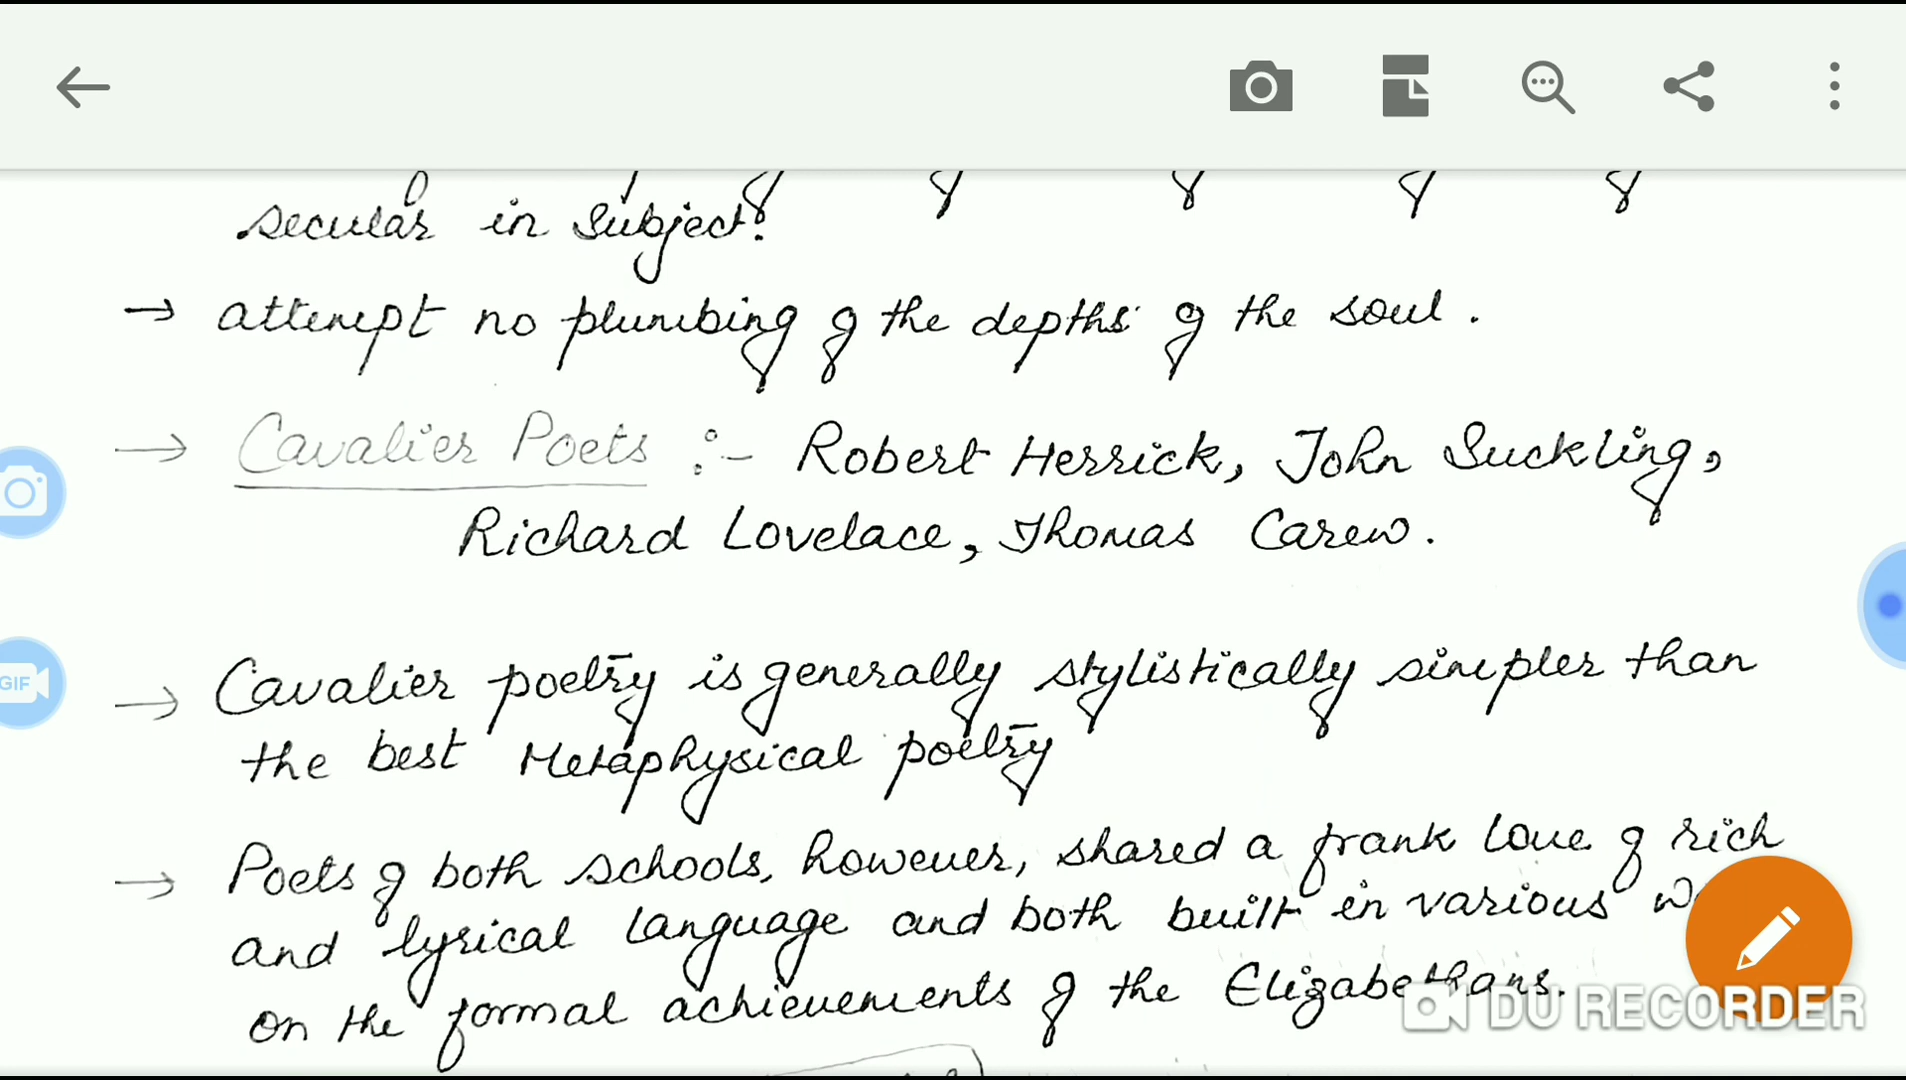 secular in subject.
→ attempt no plumbing of the depths of the soul.
→ Cavalier Poets :- Robert Herrick, John Suckling,
Richard Lovelace, Thomas Carew.
→ Cavalier poetry is generally stylistically simpler than
the best Metaphysical poetry
GIF
→ Poets of both schools, however, shared a frank love of rich
and lyrical language and both built in various
on the formal achievements of the Elizabethans.
DU RECORDER